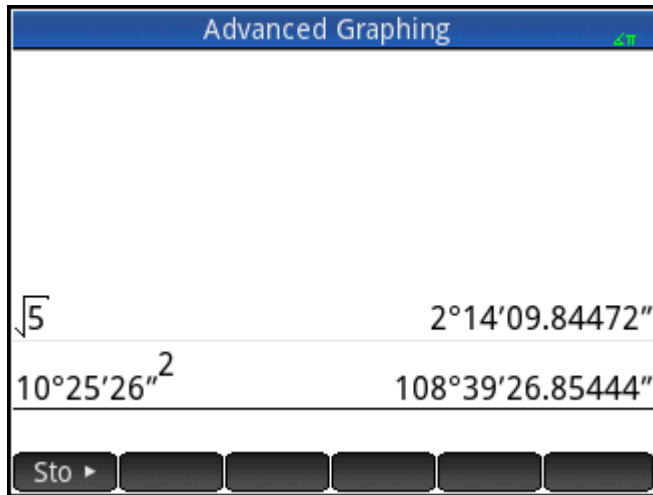 Advanced Graphing
∡π
√5
2°14′09.84472″
10°25′26″²
108°39′26.85444″
Sto ▸